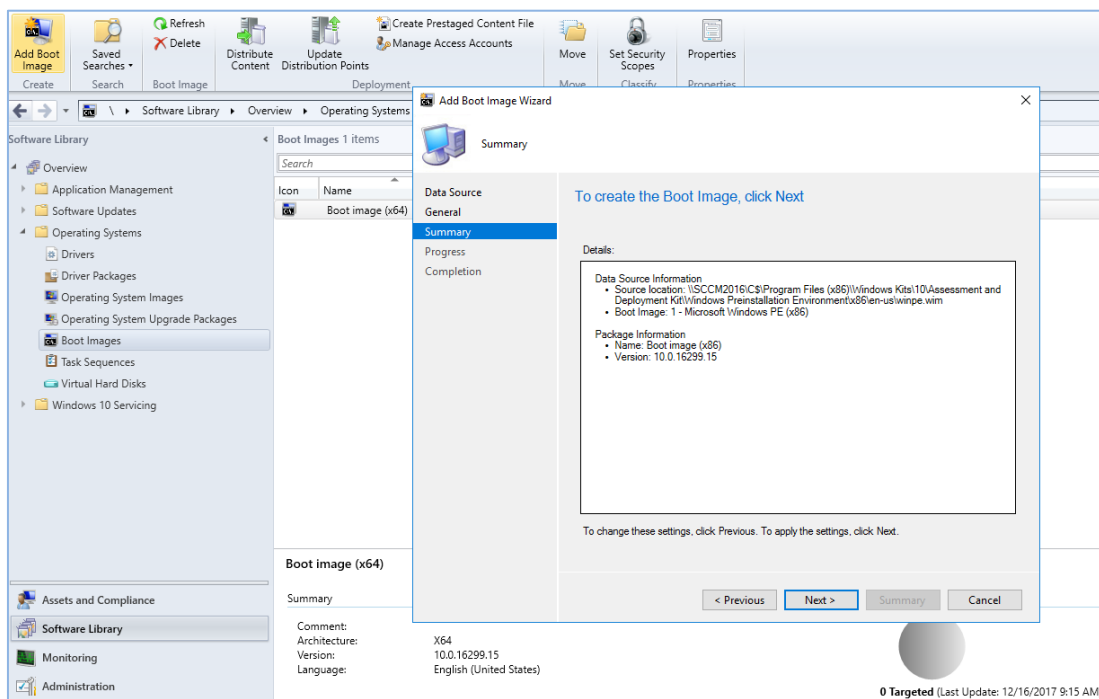 Add Boot
Image
Saved
Searches
Refresh
Delete
Distribute
Content
Update
Distribution Points
Create Prestaged Content File
Manage Access Accounts
Move
Set Security
Scopes
Properties
Create
Search
Boot Image
Deployment
Move
Classify
Properties
\ Software Library Overview Operating Systems
Software Library
Overview
Application Management
Software Updates
Operating Systems
Drivers
Driver Packages
Operating System Images
Operating System Upgrade Packages
Boot Images
Task Sequences
Virtual Hard Disks
Windows 10 Servicing
Assets and Compliance
Software Library
Monitoring
Administration
Boot Images 1 items
Search
Icon Name
Boot image (x64)
Boot image (x64)
Summary
Comment:
Architecture: X64
Version: 10.0.16299.15
Language: English (United States)
0 Targeted (Last Update: 12/16/2017 9:15 AM
Add Boot Image Wizard
Summary
Data Source
General
Summary
Progress
Completion
To create the Boot Image, click Next
Details:
Data Source Information
• Source location: \\SCCM2016\C$\Program Files (x86)\Windows Kits\10\Assessment and
Deployment Kit\Windows Preinstallation Environment\x86\en-us\winpe.wim
• Boot Image: 1 - Microsoft Windows PE (x86)
Package Information
• Name: Boot image (x86)
• Version: 10.0.16299.15
To change these settings, click Previous. To apply the settings, click Next.
< Previous
Next >
Summary
Cancel